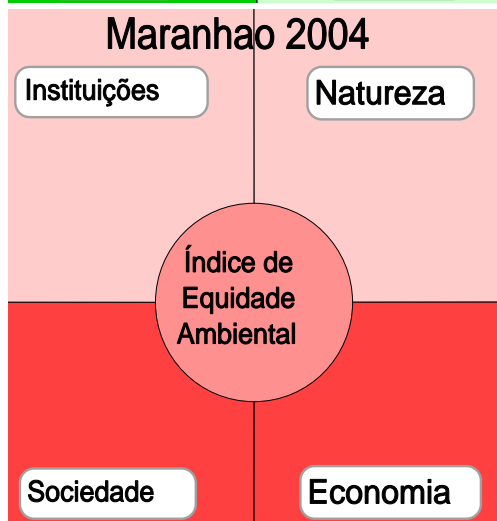 Maranhao 2004
Instituições
Natureza
Índice de
Equidade
Ambiental
Sociedade
Economia